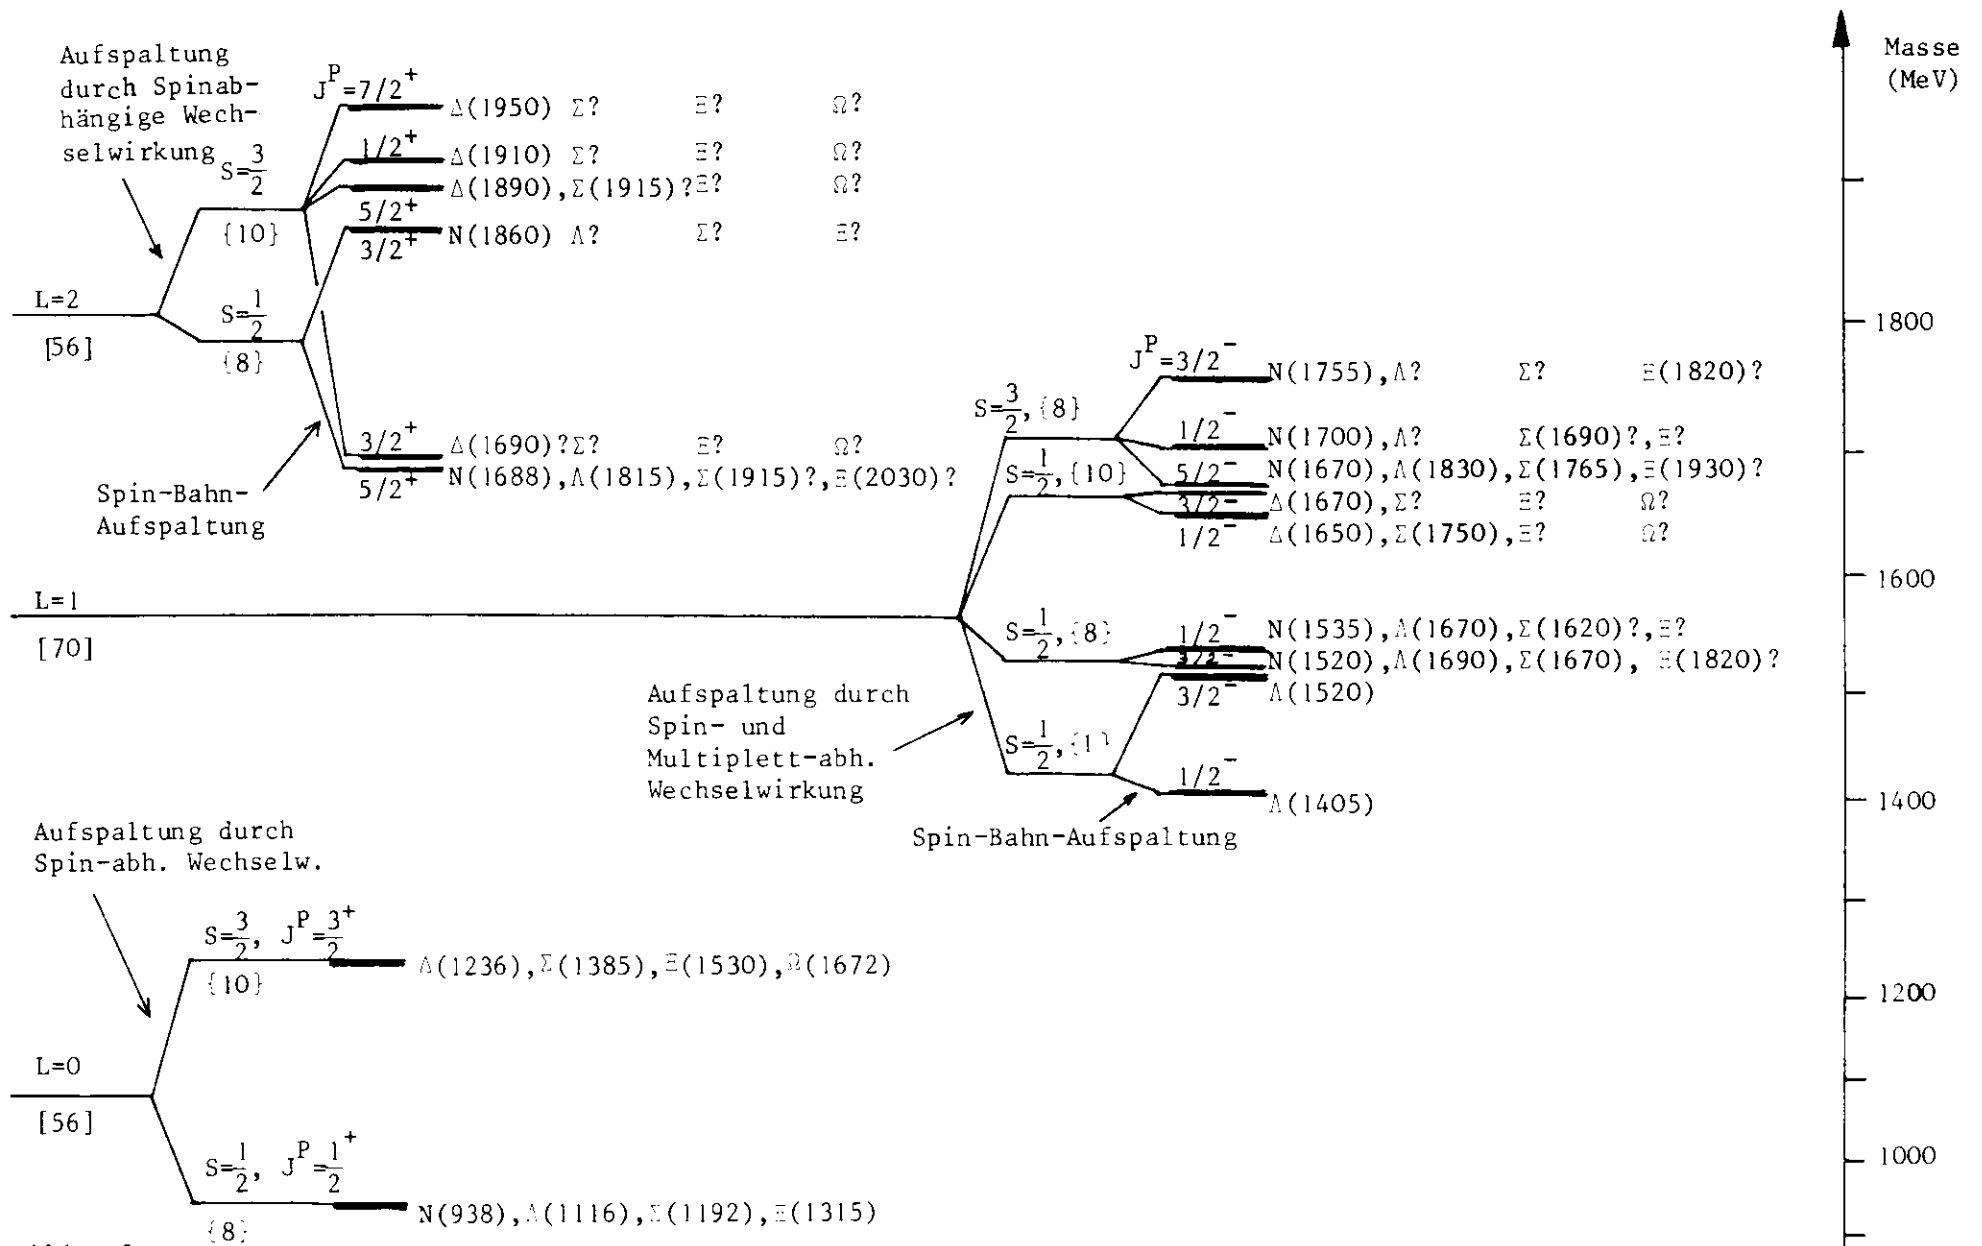 Aufspaltung
durch Spinab-
hängige Wech-
selwirkung
S=3/2
{10}
L=2
[56]
S=1/2
{8}
J^P=7/2^+ Δ(1950) Σ? Ξ? Ω?
1/2^+ Δ(1910) Σ? Ξ? Ω?
5/2^+ Δ(1890),Σ(1915)?Ξ? Ω?
3/2^+ N(1860) Λ? Σ? Ξ?
3/2^+ Δ(1690)?Σ? Ξ? Ω?
5/2^+ N(1688),Λ(1815),Σ(1915)?,Ξ(2030)?
Spin-Bahn-
Aufspaltung
L=1
[70]
Aufspaltung durch
Spin- und
Multiplett-abh.
Wechselwirkung
S=3/2,{8}
J^P=3/2^- N(1755),Λ? Σ? Ξ(1820)?
1/2^- N(1700),Λ? Σ(1690)?,Ξ?
5/2^- N(1670),Λ(1830),Σ(1765),Ξ(1930)?
S=1/2,{10}
3/2^- Δ(1670),Σ? Ξ? Ω?
1/2^- Δ(1650),Σ(1750),Ξ? Ω?
S=1/2,{8}
1/2^- N(1535),Λ(1670),Σ(1620)?,Ξ?
3/2^- N(1520),Λ(1690),Σ(1670), Ξ(1820)?
S=1/2,{1}
3/2^- Λ(1520)
1/2^- Λ(1405)
Spin-Bahn-Aufspaltung
Aufspaltung durch
Spin-abh. Wechselw.
L=0
[56]
S=3/2, J^P=3/2^+
{10}
Δ(1236),Σ(1385),Ξ(1530),Ω(1672)
S=1/2, J^P=1/2^+
{8}
N(938),Λ(1116),Σ(1192),Ξ(1315)
Masse
(MeV)
1800
1600
1400
1200
1000